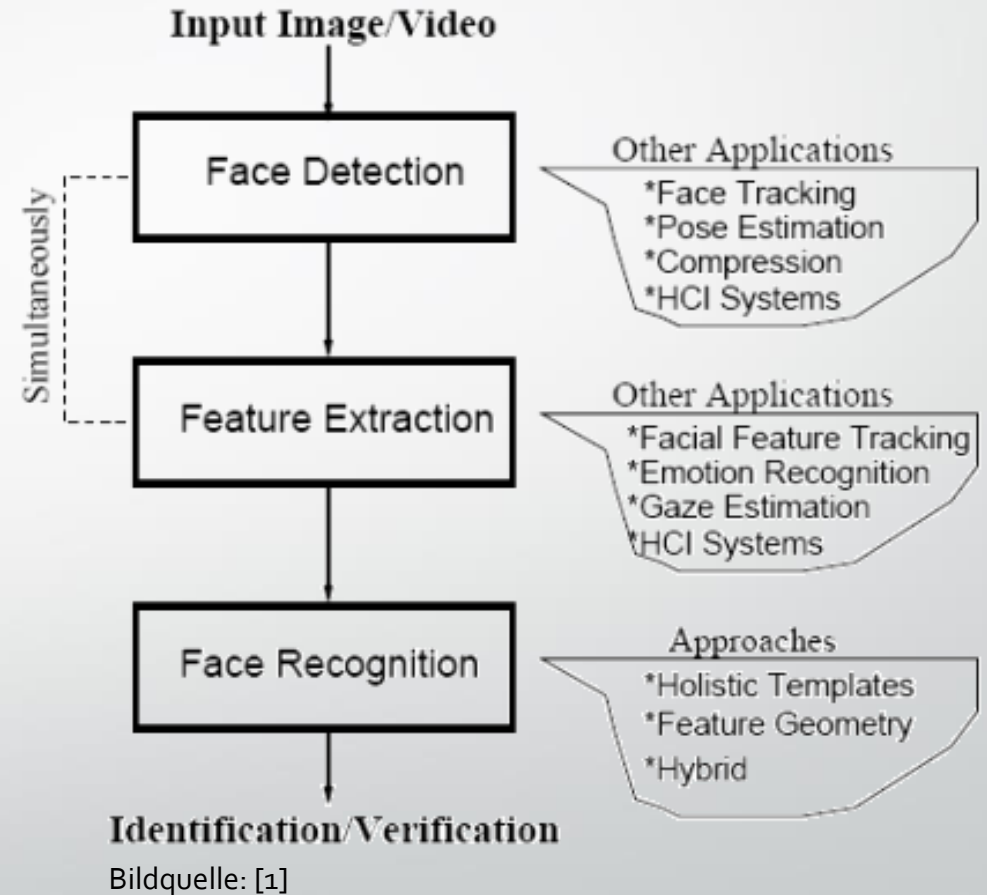 Input Image/Video
Face Detection
Other Applications
*Face Tracking
*Pose Estimation
*Compression
*HCI Systems
Simultaneously
Feature Extraction
Other Applications
*Facial Feature Tracking
*Emotion Recognition
*Gaze Estimation
*HCI Systems
Face Recognition
Approaches
*Holistic Templates
*Feature Geometry
*Hybrid
Identification/Verification
Bildquelle: [1]